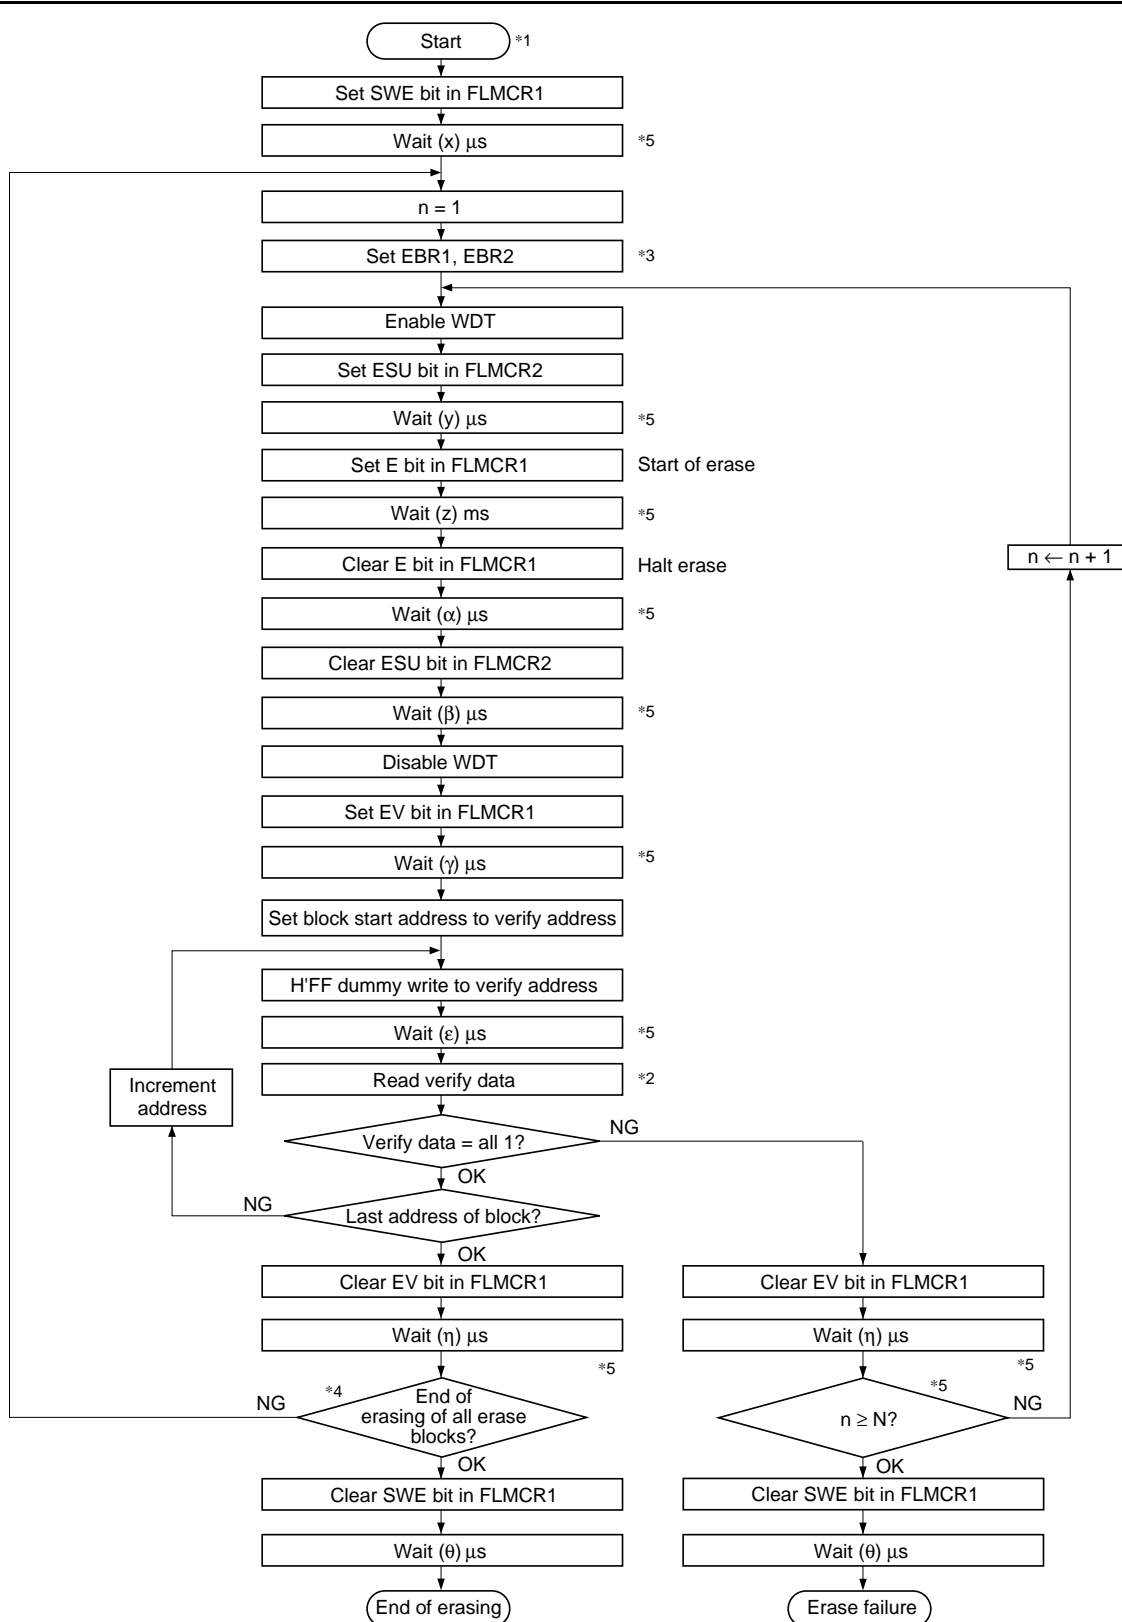 Start *1
Set SWE bit in FLMCR1
Wait (x) μs *5
n = 1
Set EBR1, EBR2 *3
Enable WDT
Set ESU bit in FLMCR2
Wait (y) μs *5
Set E bit in FLMCR1 Start of erase
Wait (z) ms *5
Clear E bit in FLMCR1 Halt erase
n ← n + 1
Wait (α) μs *5
Clear ESU bit in FLMCR2
Wait (β) μs *5
Disable WDT
Set EV bit in FLMCR1
Wait (γ) μs *5
Set block start address to verify address
H'FF dummy write to verify address
Wait (ε) μs *5
Read verify data *2
Increment
address
Verify data = all 1?
NG
OK
Last address of block?
NG
OK
Clear EV bit in FLMCR1
Wait (η) μs
*5
*4
End of
erasing of all erase
blocks?
NG
OK
Clear SWE bit in FLMCR1
Wait (θ) μs
End of erasing
Clear EV bit in FLMCR1
Wait (η) μs
*5
*5
n ≥ N?
NG
OK
Clear SWE bit in FLMCR1
Wait (θ) μs
Erase failure